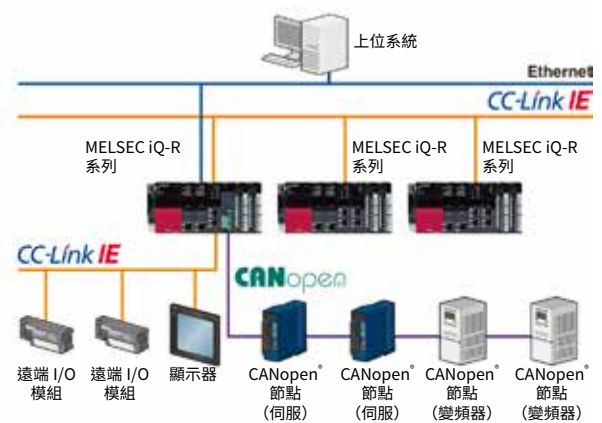 上位系統
Ethernet
CC-Link IE
MELSEC iQ-R
系列
MELSEC iQ-R
系列
MELSEC iQ-R
系列
CC-Link IE
CANopen
遠端 I/O
模組
遠端 I/O
模組
顯示器
CANopen®
節點
（伺服）
CANopen®
節點
（伺服）
CANopen®
節點
（變頻器）
CANopen®
節點
（變頻器）